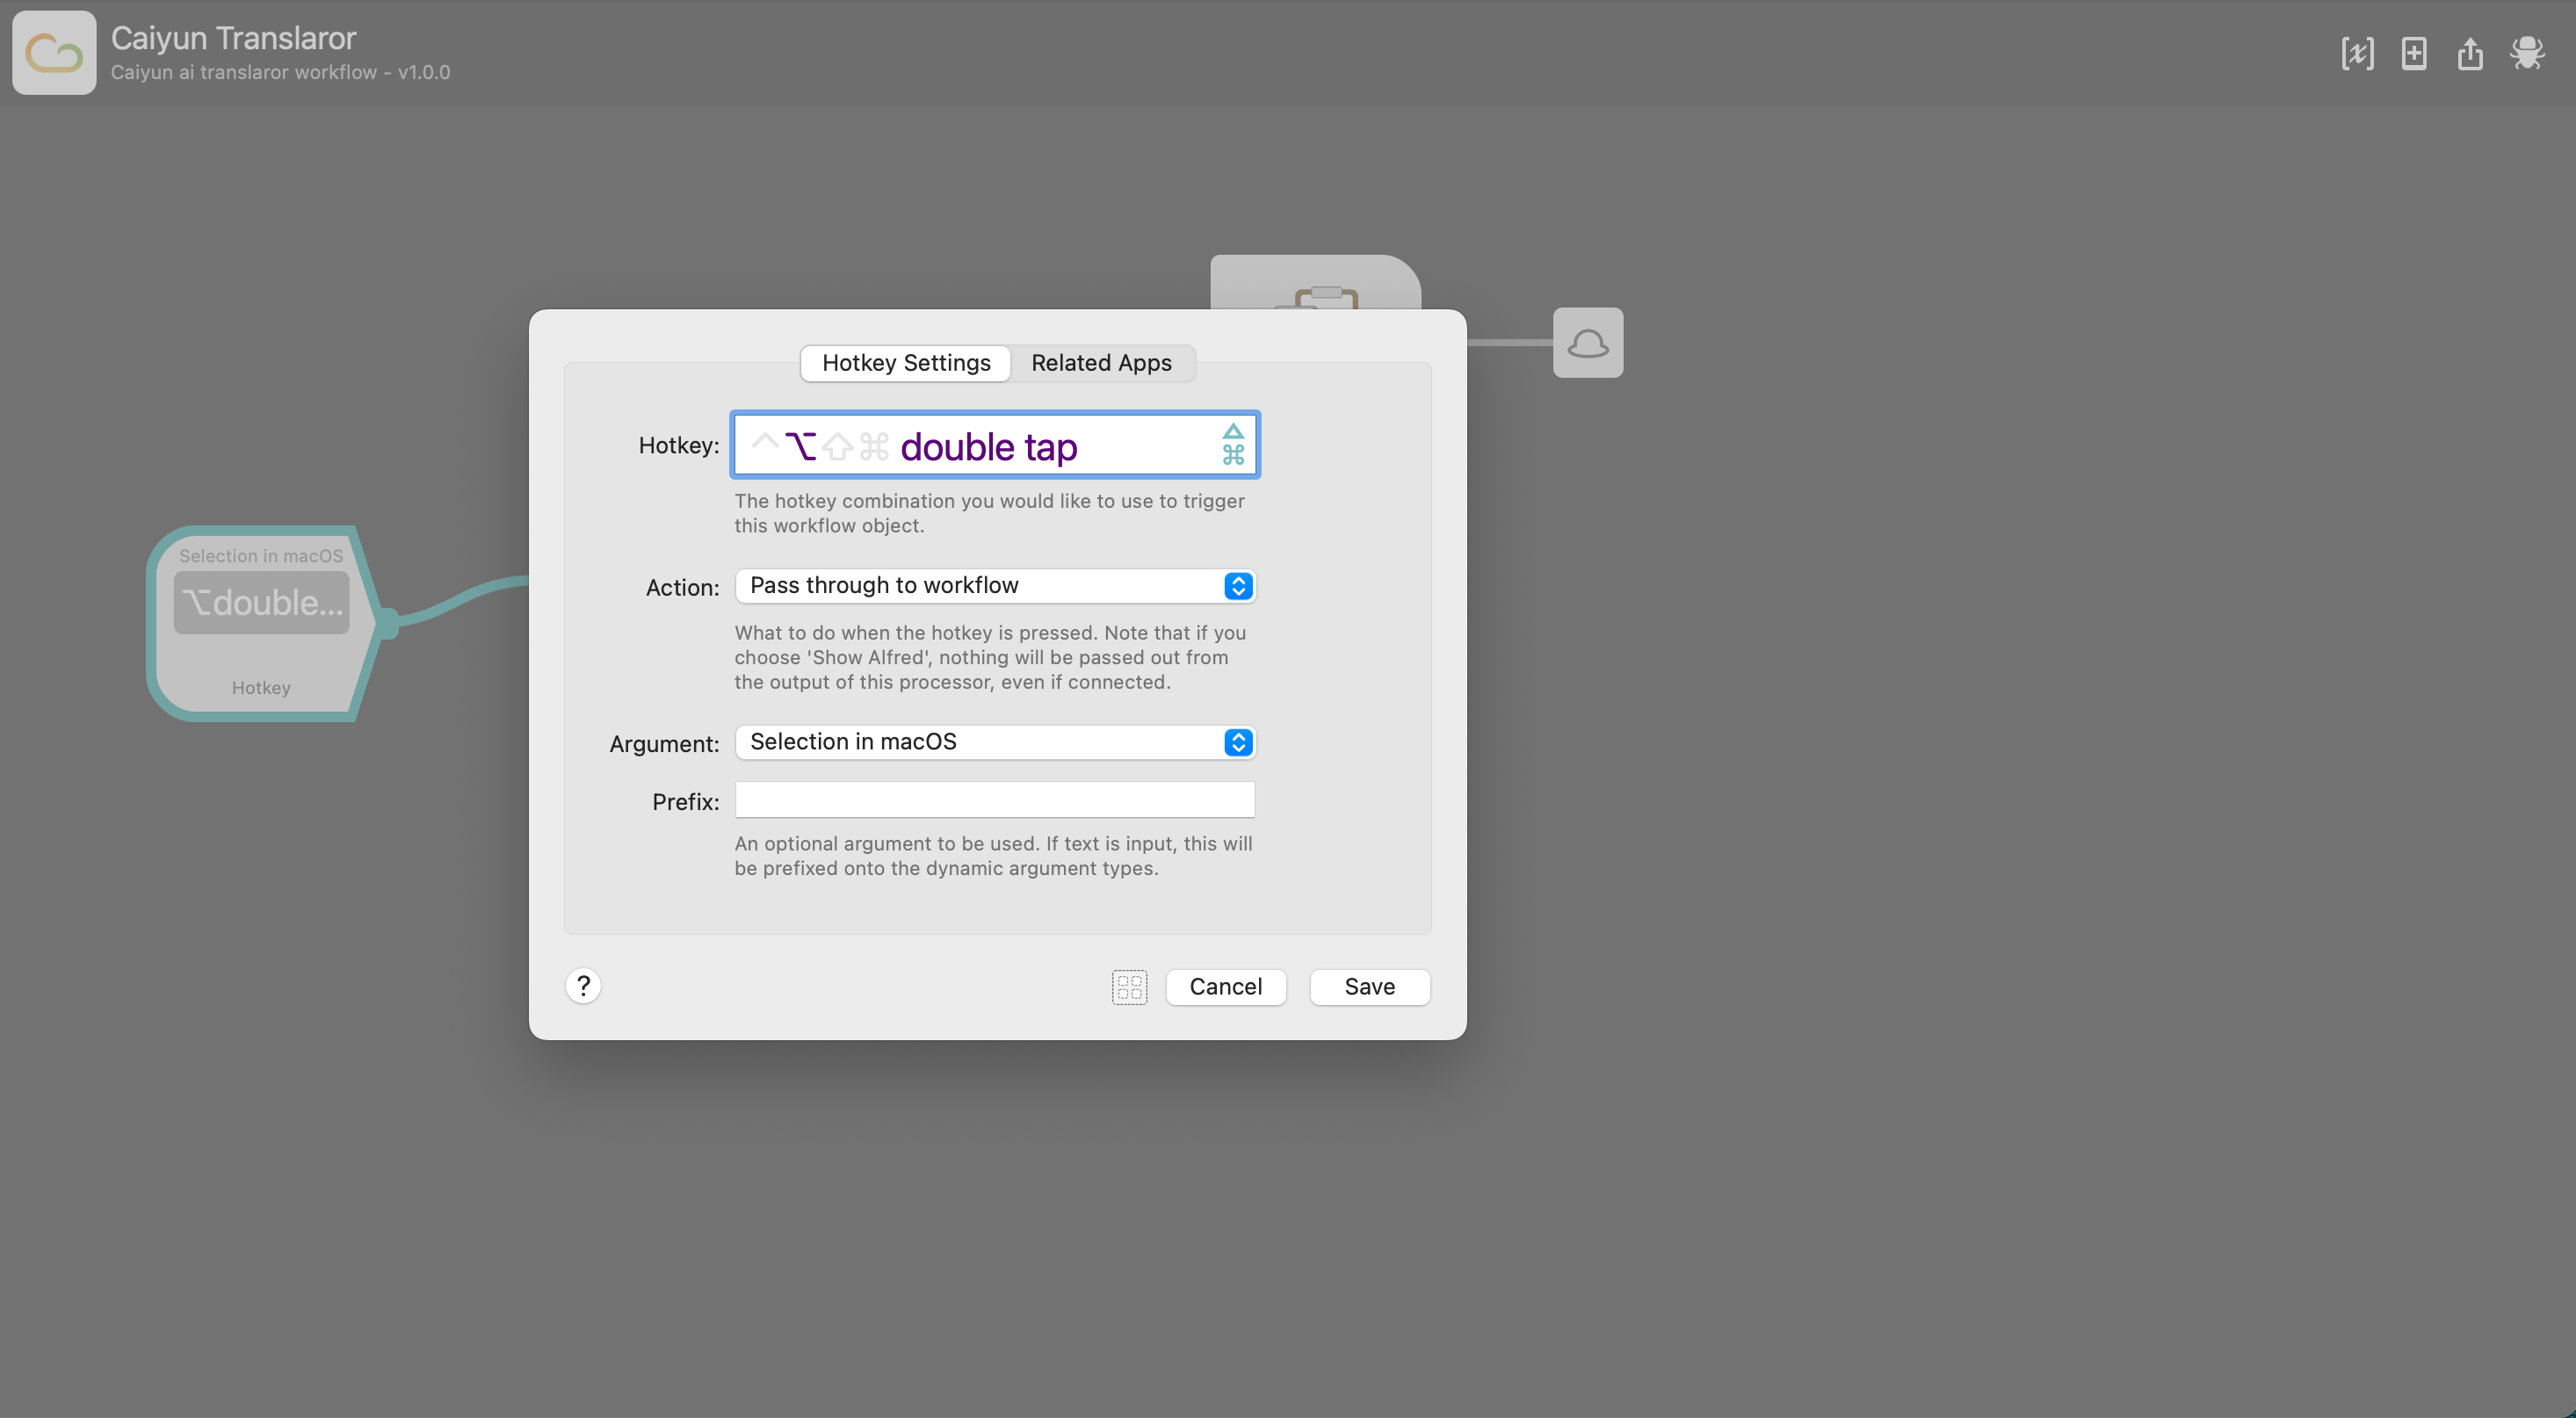 Caiyun Translaror
Caiyun ai translaror workflow - v1.0.0
Hotkey Settings
Related Apps
Hotkey:
^⌥⇧⌘ double tap
The hotkey combination you would like to use to trigger
this workflow object.
Selection in macOS
⌥double...
Hotkey
Action:
Pass through to workflow
What to do when the hotkey is pressed. Note that if you
choose 'Show Alfred', nothing will be passed out from
the output of this processor, even if connected.
Argument:
Selection in macOS
Prefix:
An optional argument to be used. If text is input, this will
be prefixed onto the dynamic argument types.
?
Cancel
Save